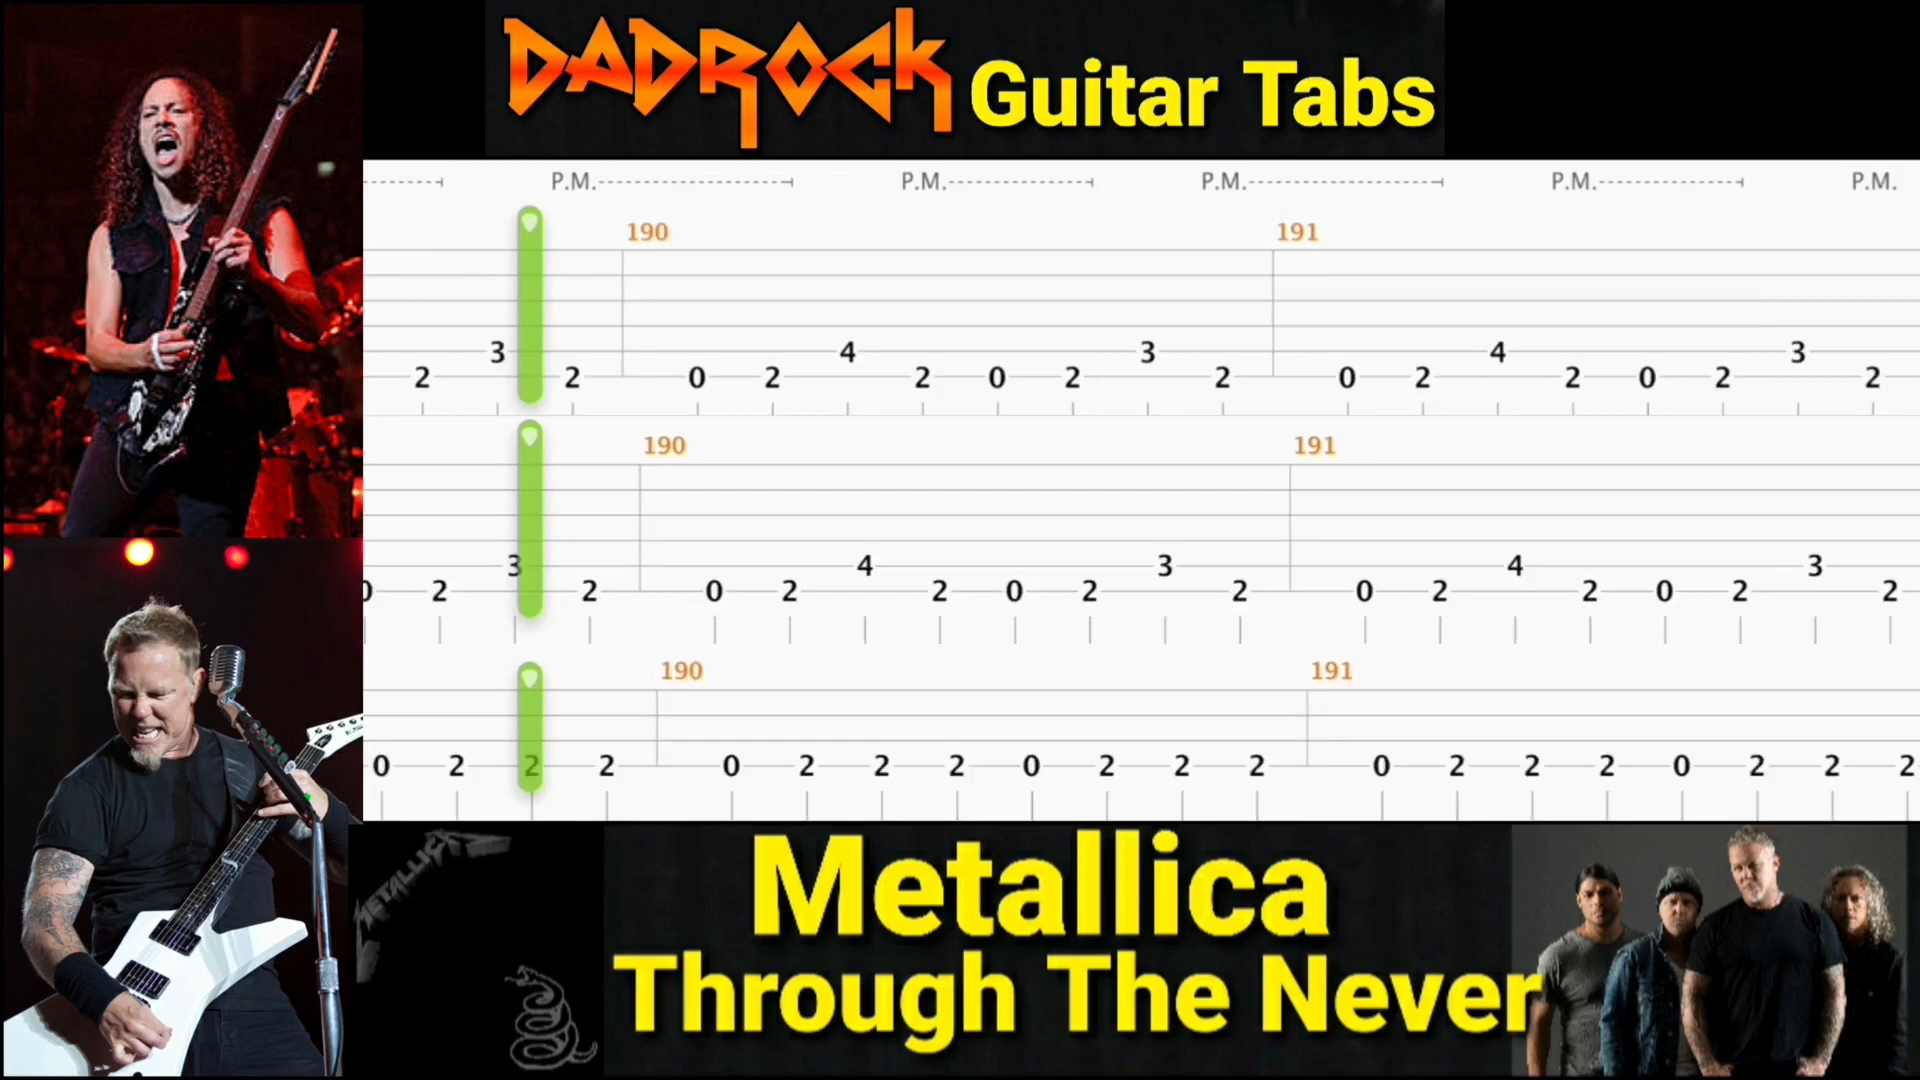 DADROCK Guitar Tabs
P.M. P.M. P.M. P.M. P.M.
190 191
2 3 2 0 2 4 2 0 2 3 2 0 2 4 2 0 2 3 2
190 191
0 2 3 2 0 2 4 2 0 2 3 2 0 2 4 2 0 2 3 2
190 191
0 2 2 2 0 2 2 2 0 2 2 2 0 2 2 2 0 2 2 2
METALLICA
Metallica
Through The Never